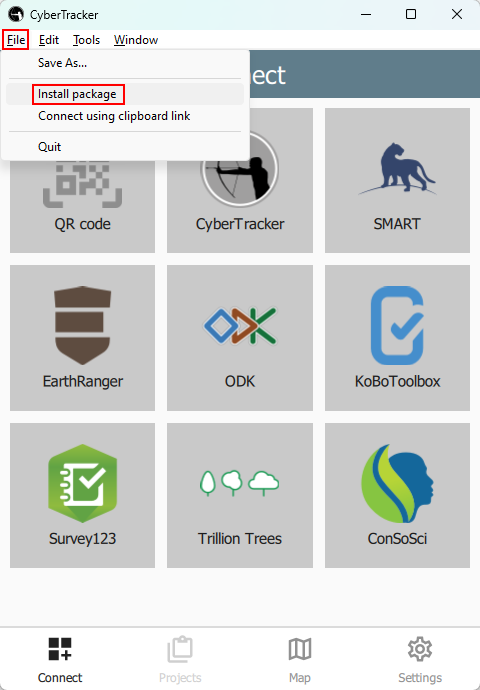 CyberTracker
File Edit Tools Window
Save As...
Install package
Connect using clipboard link
Quit
ect
QR code CyberTracker SMART
EarthRanger ODK KoBoToolbox
Survey123 Trillion Trees ConSoSci
Connect Projects Map Settings